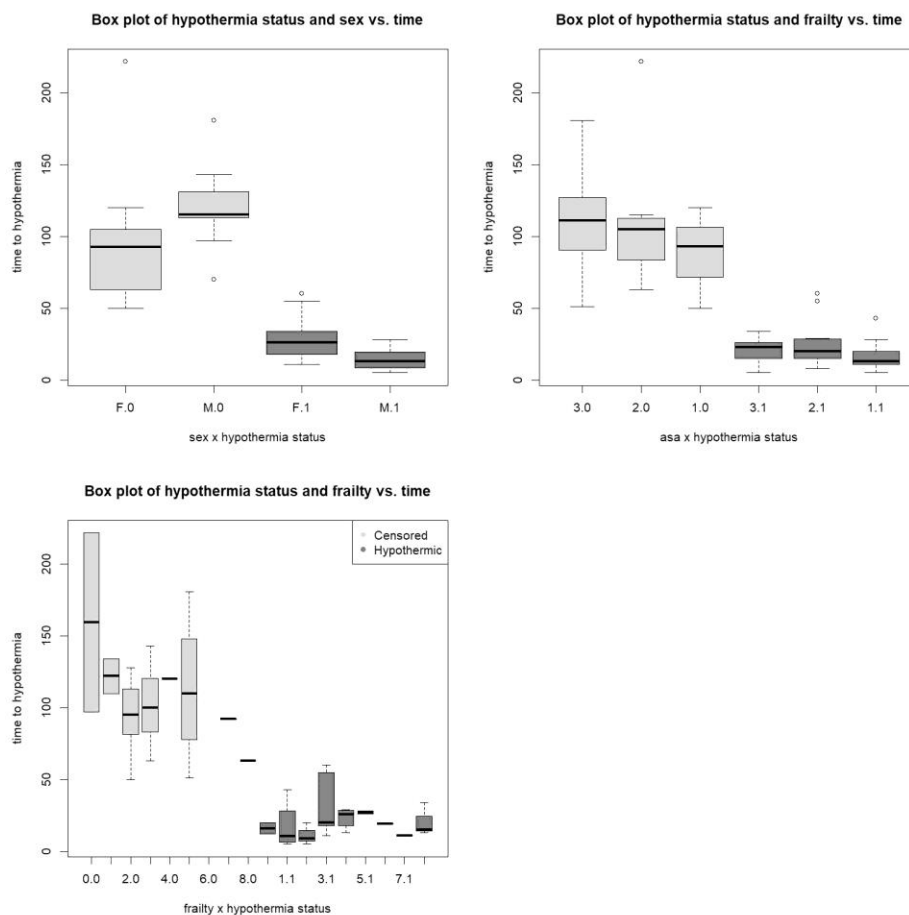 Box plot of hypothermia status and sex vs. time
time to hypothermia
0 50 100 150 200
F.0 M.0 F.1 M.1
sex x hypothermia status
Box plot of hypothermia status and frailty vs. time
time to hypothermia
0 50 100 150 200
3.0 2.0 1.0 3.1 2.1 1.1
asa x hypothermia status
Box plot of hypothermia status and frailty vs. time
time to hypothermia
0 50 100 150 200
Censored
Hypothermic
0.0 2.0 4.0 6.0 8.0 1.1 3.1 5.1 7.1
frailty x hypothermia status